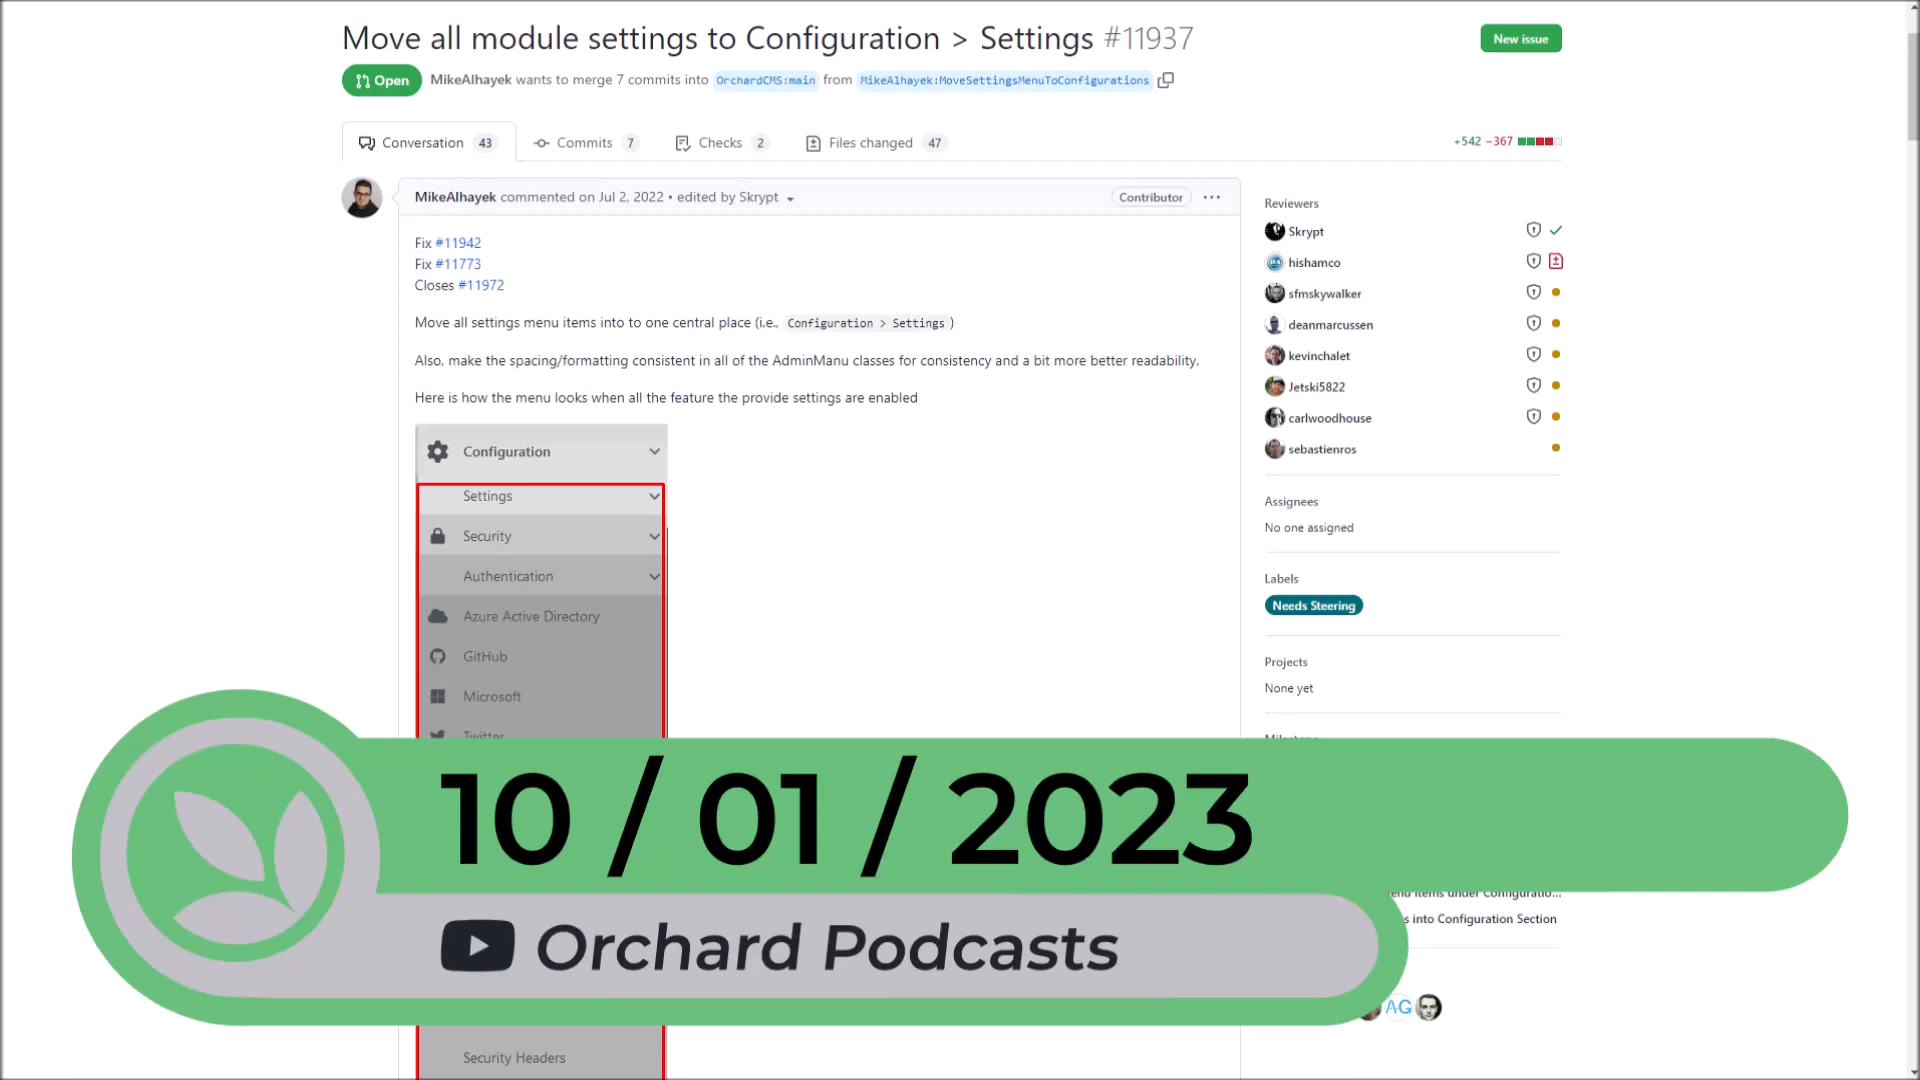 Move all module settings to Configuration > Settings #11937
New issue
Open
MikeAlhayek wants to merge 7 commits into OrchardCMS:main from MikeAlhayek:MoveSettingsMenuToConfigurations
Conversation 43
Commits 7
Checks 2
Files changed 47
+542 −367
MikeAlhayek commented on Jul 2, 2022 • edited by Skrypt
Contributor
Fix #11942
Fix #11773
Closes #11972
Move all settings menu items into to one central place (i.e., Configuration > Settings )
Also, make the spacing/formatting consistent in all of the AdminManu classes for consistency and a bit more better readability.
Here is how the menu looks when all the feature the provide settings are enabled
Configuration
Settings
Security
Authentication
Azure Active Directory
GitHub
Microsoft
Twitter
Security Headers
Reviewers
Skrypt
hishamco
sfmskywalker
deanmarcussen
kevinchalet
Jetski5822
carlwoodhouse
sebastienros
Assignees
No one assigned
Labels
Needs Steering
Projects
None yet
items under Configuratio...
into Configuration Section
AG
10 / 01 / 2023
Orchard Podcasts